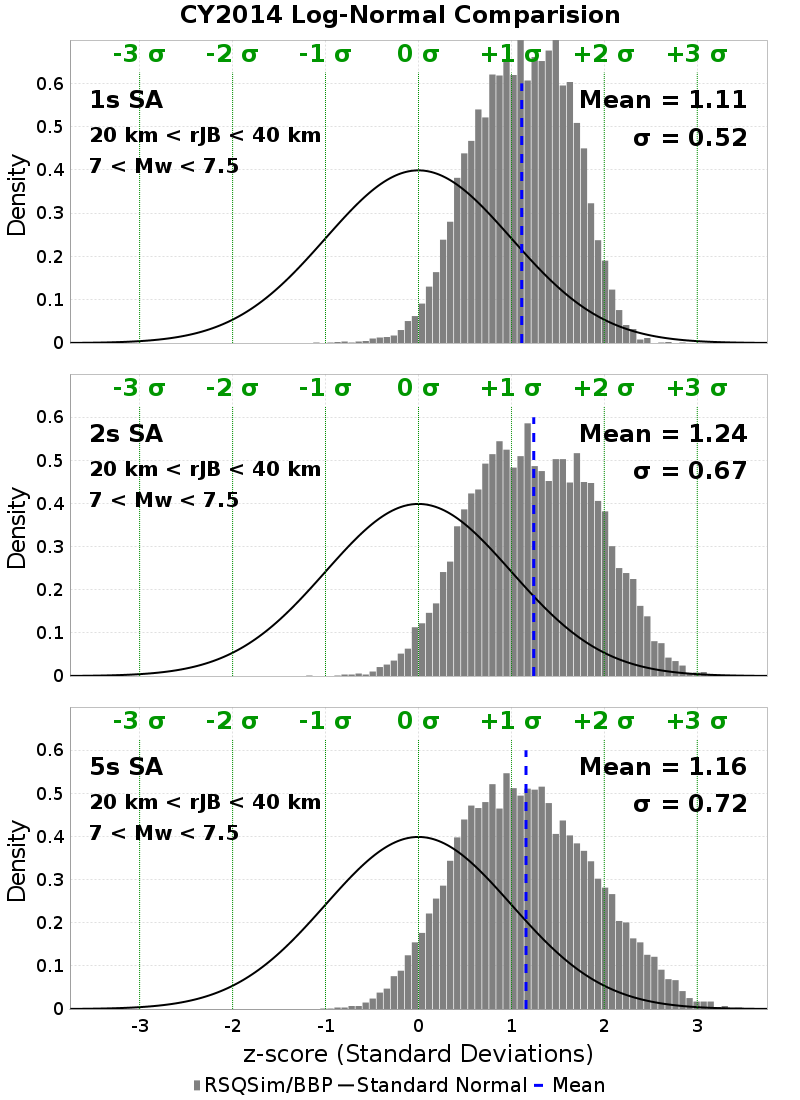 CY2014 Log-Normal Comparision
-3 σ -2 σ -1 σ 0 σ +1 σ +2 σ +3 σ
1s SA
20 km < rJB < 40 km
7 < Mw < 7.5
Mean = 1.11
σ = 0.52
Density
0.6
0.5
0.4
0.3
0.2
0.1
0
-3 σ -2 σ -1 σ 0 σ +1 σ +2 σ +3 σ
2s SA
20 km < rJB < 40 km
7 < Mw < 7.5
Mean = 1.24
σ = 0.67
Density
0.6
0.5
0.4
0.3
0.2
0.1
0
-3 σ -2 σ -1 σ 0 σ +1 σ +2 σ +3 σ
5s SA
20 km < rJB < 40 km
7 < Mw < 7.5
Mean = 1.16
σ = 0.72
Density
0.6
0.5
0.4
0.3
0.2
0.1
0
-3 -2 -1 0 1 2 3
z-score (Standard Deviations)
RSQSim/BBP Standard Normal Mean